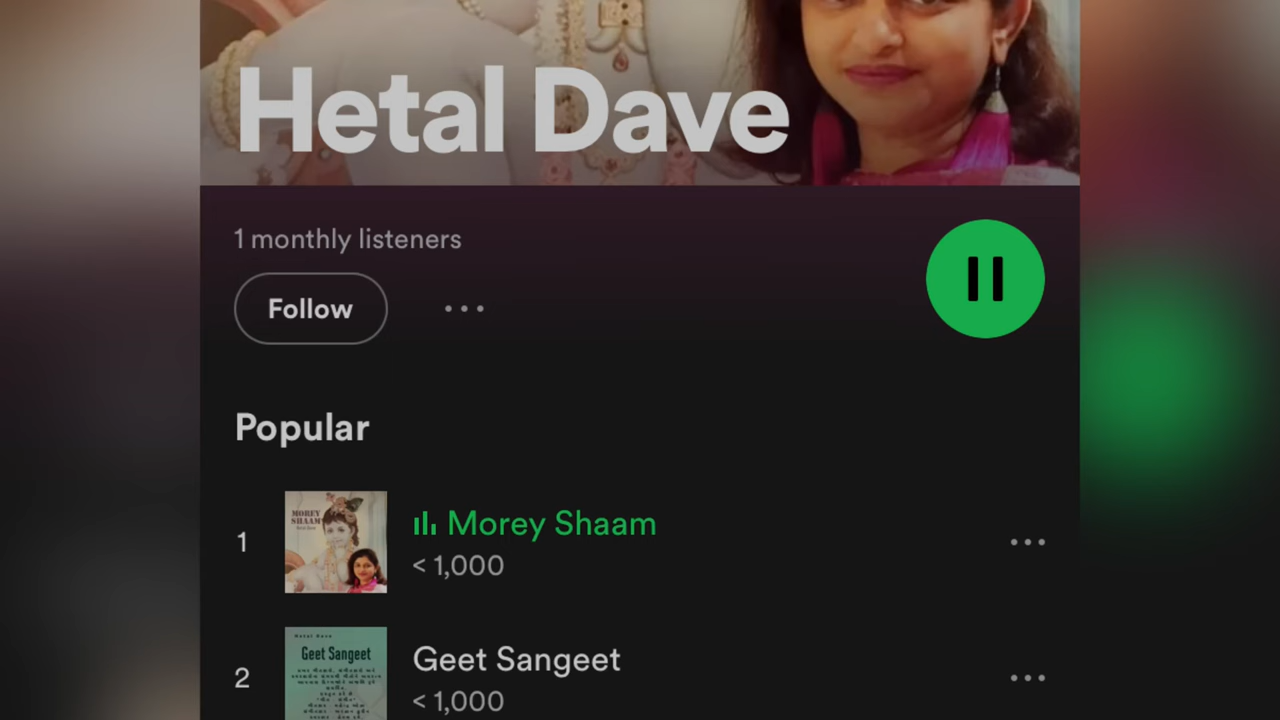 Hetal Dave
1 monthly listeners
Follow
Popular
1
MOREY
SHAAM
Morey Shaam
< 1,000
2
Hetal Dave
Geet Sangeet
Geet Sangeet
< 1,000